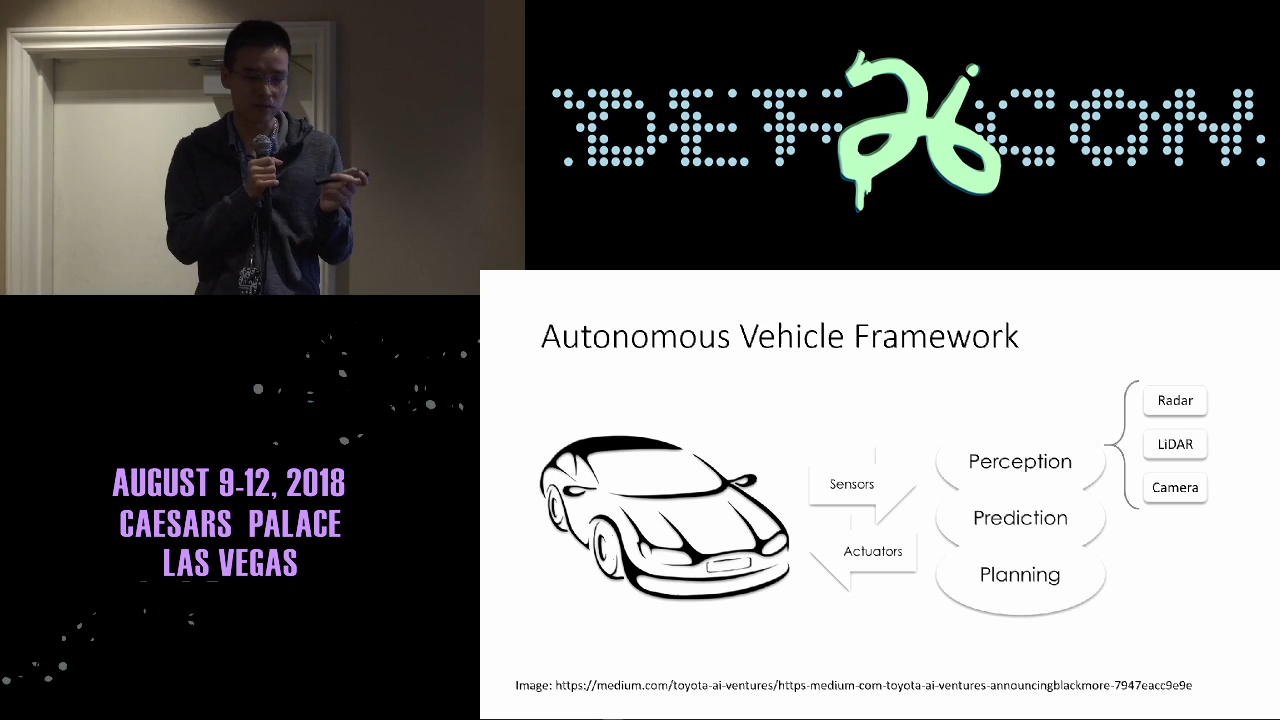 DEF 26 CON
AUGUST 9-12, 2018
CAESARS PALACE
LAS VEGAS
Autonomous Vehicle Framework
Sensors
Actuators
Perception
Prediction
Planning
Radar
LiDAR
Camera
Image: https://medium.com/toyota-ai-ventures/https-medium-com-toyota-ai-ventures-announcingblackmore-7947eacc9e9e